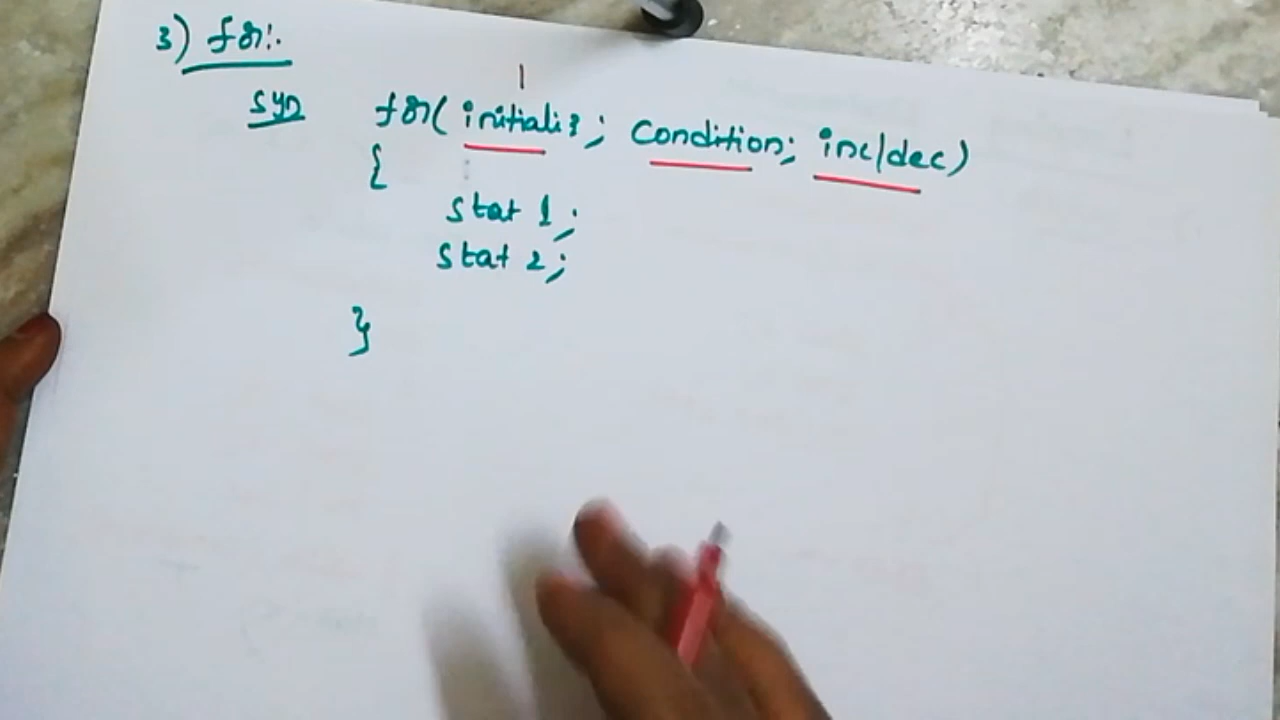 3) for:.
syn for( initializ; condition; inc/dec)
{
stat 1;
stat 2;
}